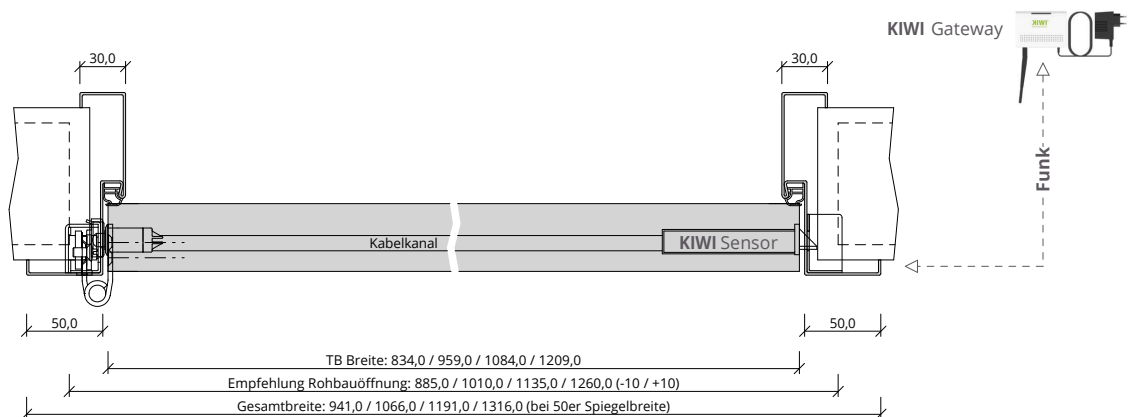 KIWI Gateway
KIWI
30,0
30,0
Funk
Kabelkanal
KIWI Sensor
50,0
50,0
TB Breite: 834,0 / 959,0 / 1084,0 / 1209,0
Empfehlung Rohbauöffnung: 885,0 / 1010,0 / 1135,0 / 1260,0 (-10 / +10)
Gesamtbreite: 941,0 / 1066,0 / 1191,0 / 1316,0 (bei 50er Spiegelbreite)